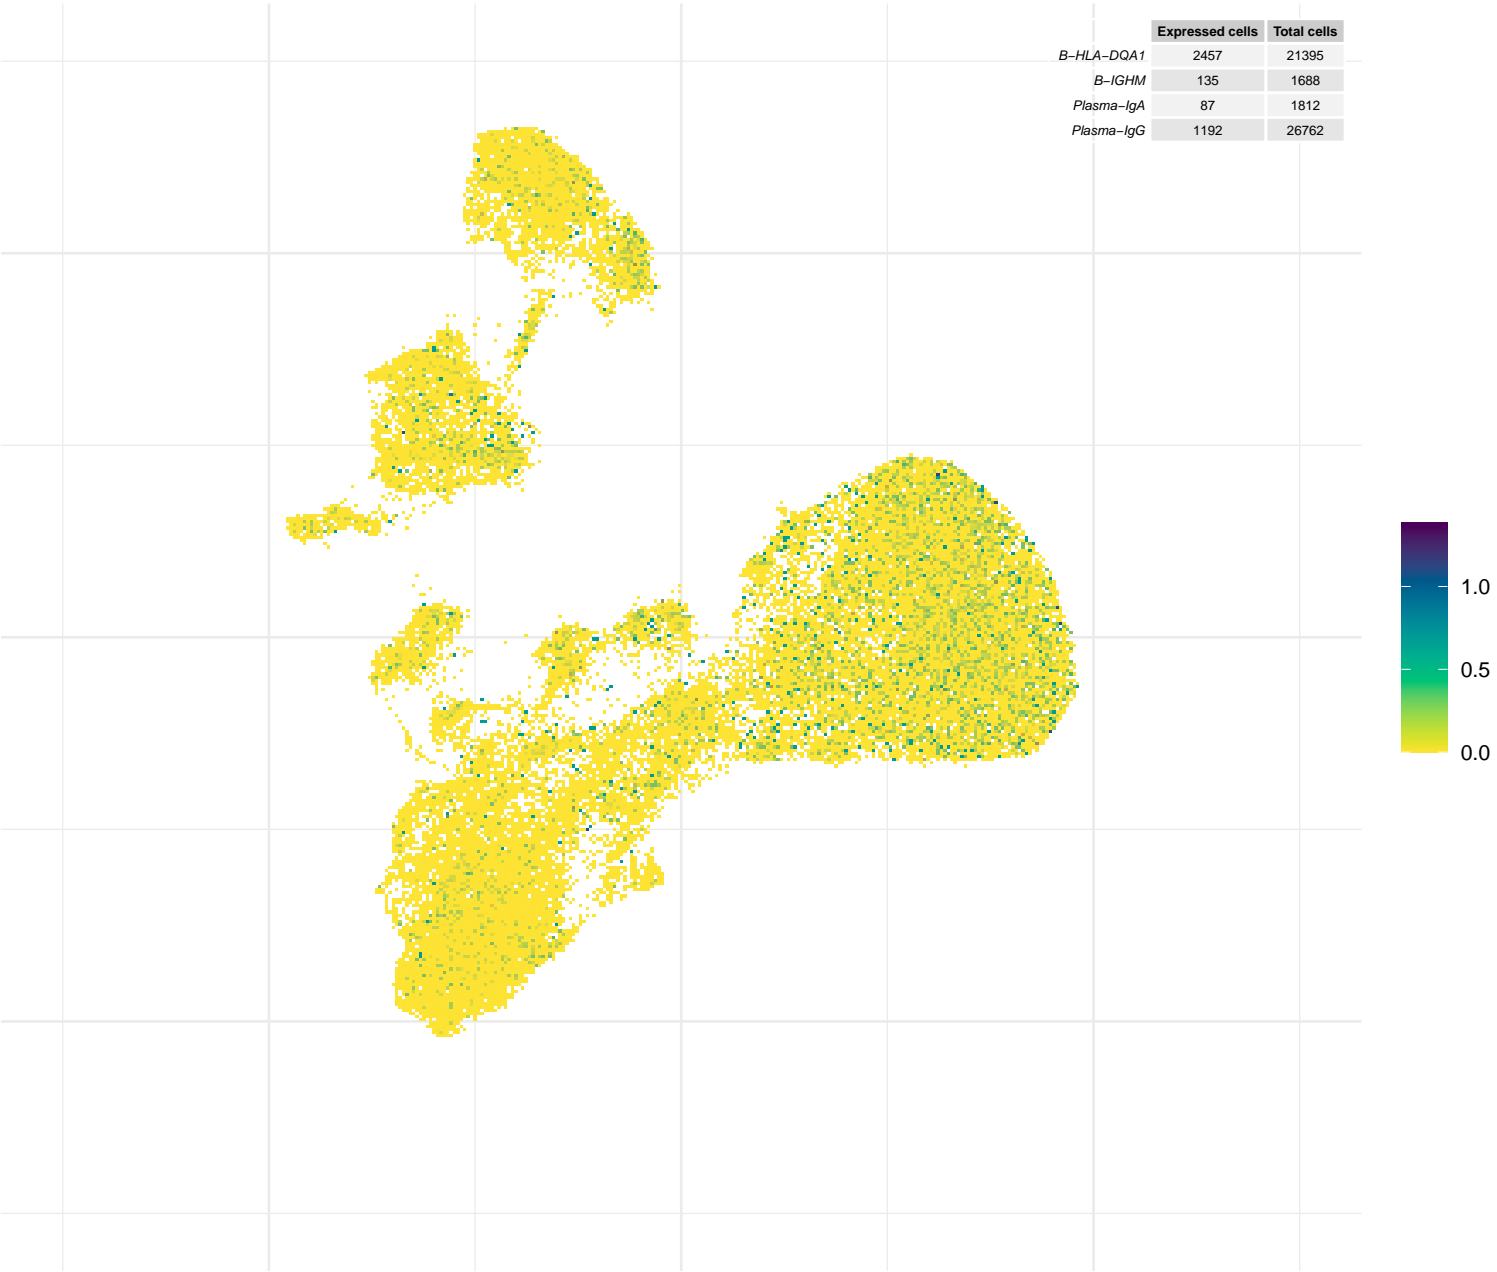 Expressed cells Total cells
B−HLA−DQA1 2457 21395
B−IGHM 135 1688
Plasma−IgA 87 1812
Plasma−IgG 1192 26762
1.0
0.5
0.0